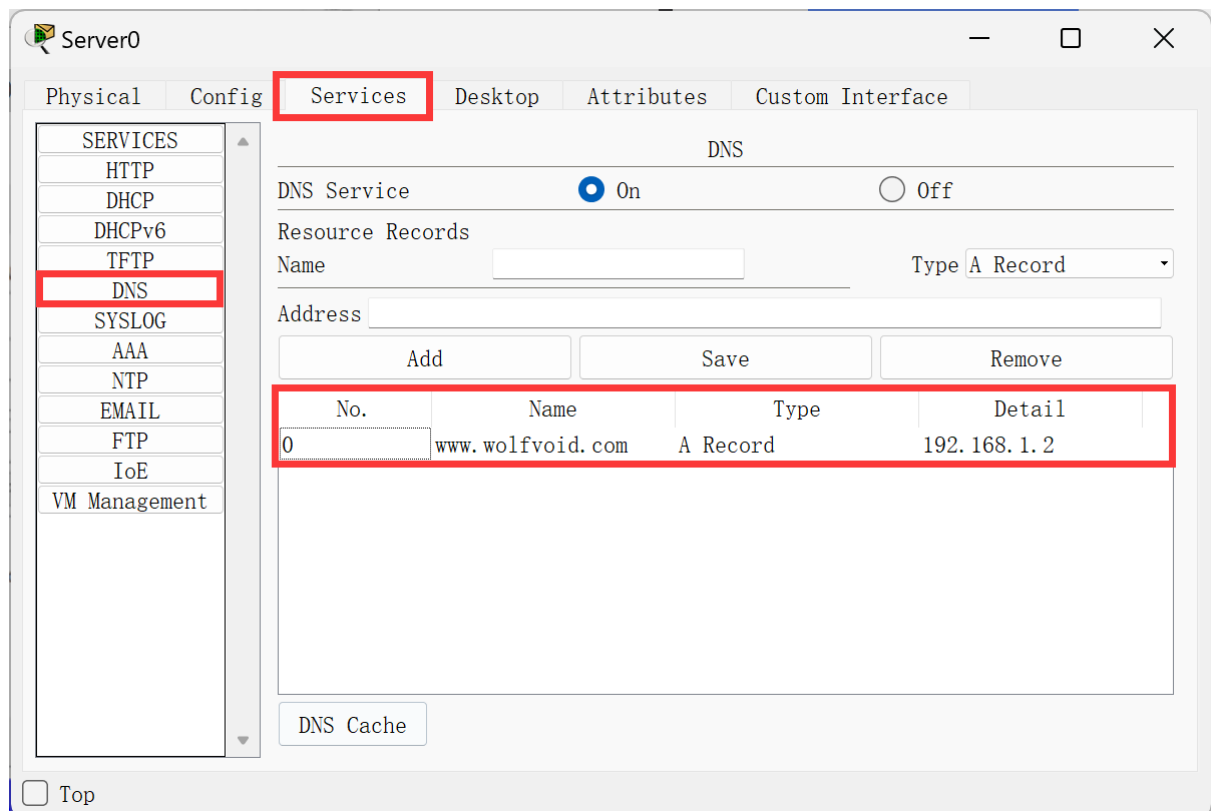 Server0
Physical Config Services Desktop Attributes Custom Interface
SERVICES
HTTP
DHCP
DHCPv6
TFTP
DNS
SYSLOG
AAA
NTP
EMAIL
FTP
IoE
VM Management
DNS
DNS Service On Off
Resource Records
Name Type A Record
Address
Add Save Remove
No. Name Type Detail
0 www.wolfvoid.com A Record 192.168.1.2
DNS Cache
Top